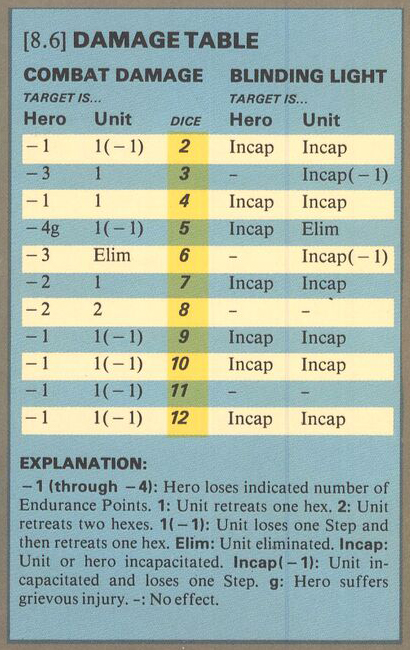 [8.6] DAMAGE TABLE
COMBAT DAMAGE BLINDING LIGHT
TARGET IS... TARGET IS...
Hero Unit DICE Hero Unit
–1 1(–1) 2 Incap Incap
–3 1 3 – Incap(–1)
–1 1 4 Incap Incap
–4g 1(–1) 5 Incap Elim
–3 Elim 6 – Incap(–1)
–2 1 7 Incap Incap
–2 2 8 – –
–1 1(–1) 9 Incap Incap
–1 1(–1) 10 Incap Incap
–1 1(–1) 11 – –
–1 1(–1) 12 Incap Incap
EXPLANATION:
–1 (through –4): Hero loses indicated number of
Endurance Points. 1: Unit retreats one hex. 2: Unit
retreats two hexes. 1(–1): Unit loses one Step and
then retreats one hex. Elim: Unit eliminated. Incap:
Unit or hero incapacitated. Incap(–1): Unit in-
capacitated and loses one Step. g: Hero suffers
grievous injury. –: No effect.